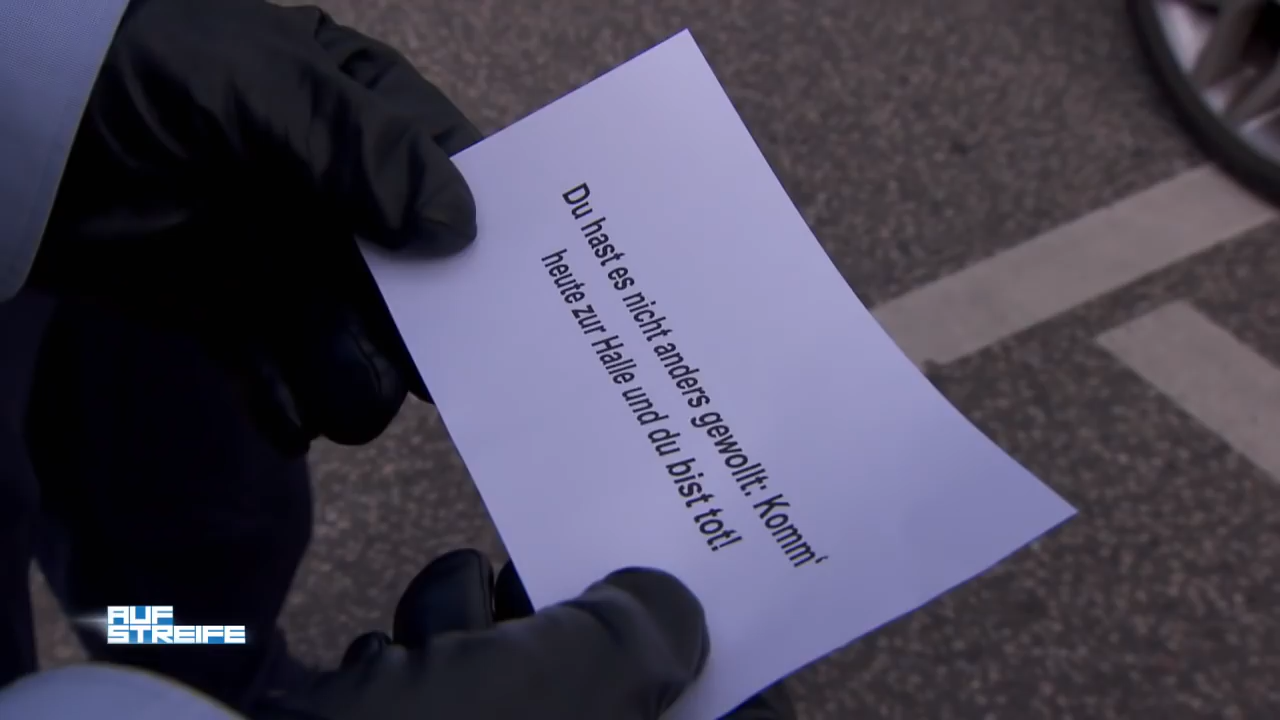 Du hast es nicht anders gewollt: Komm‘
heute zur Halle und du bist tot!
AUF
STREIFE